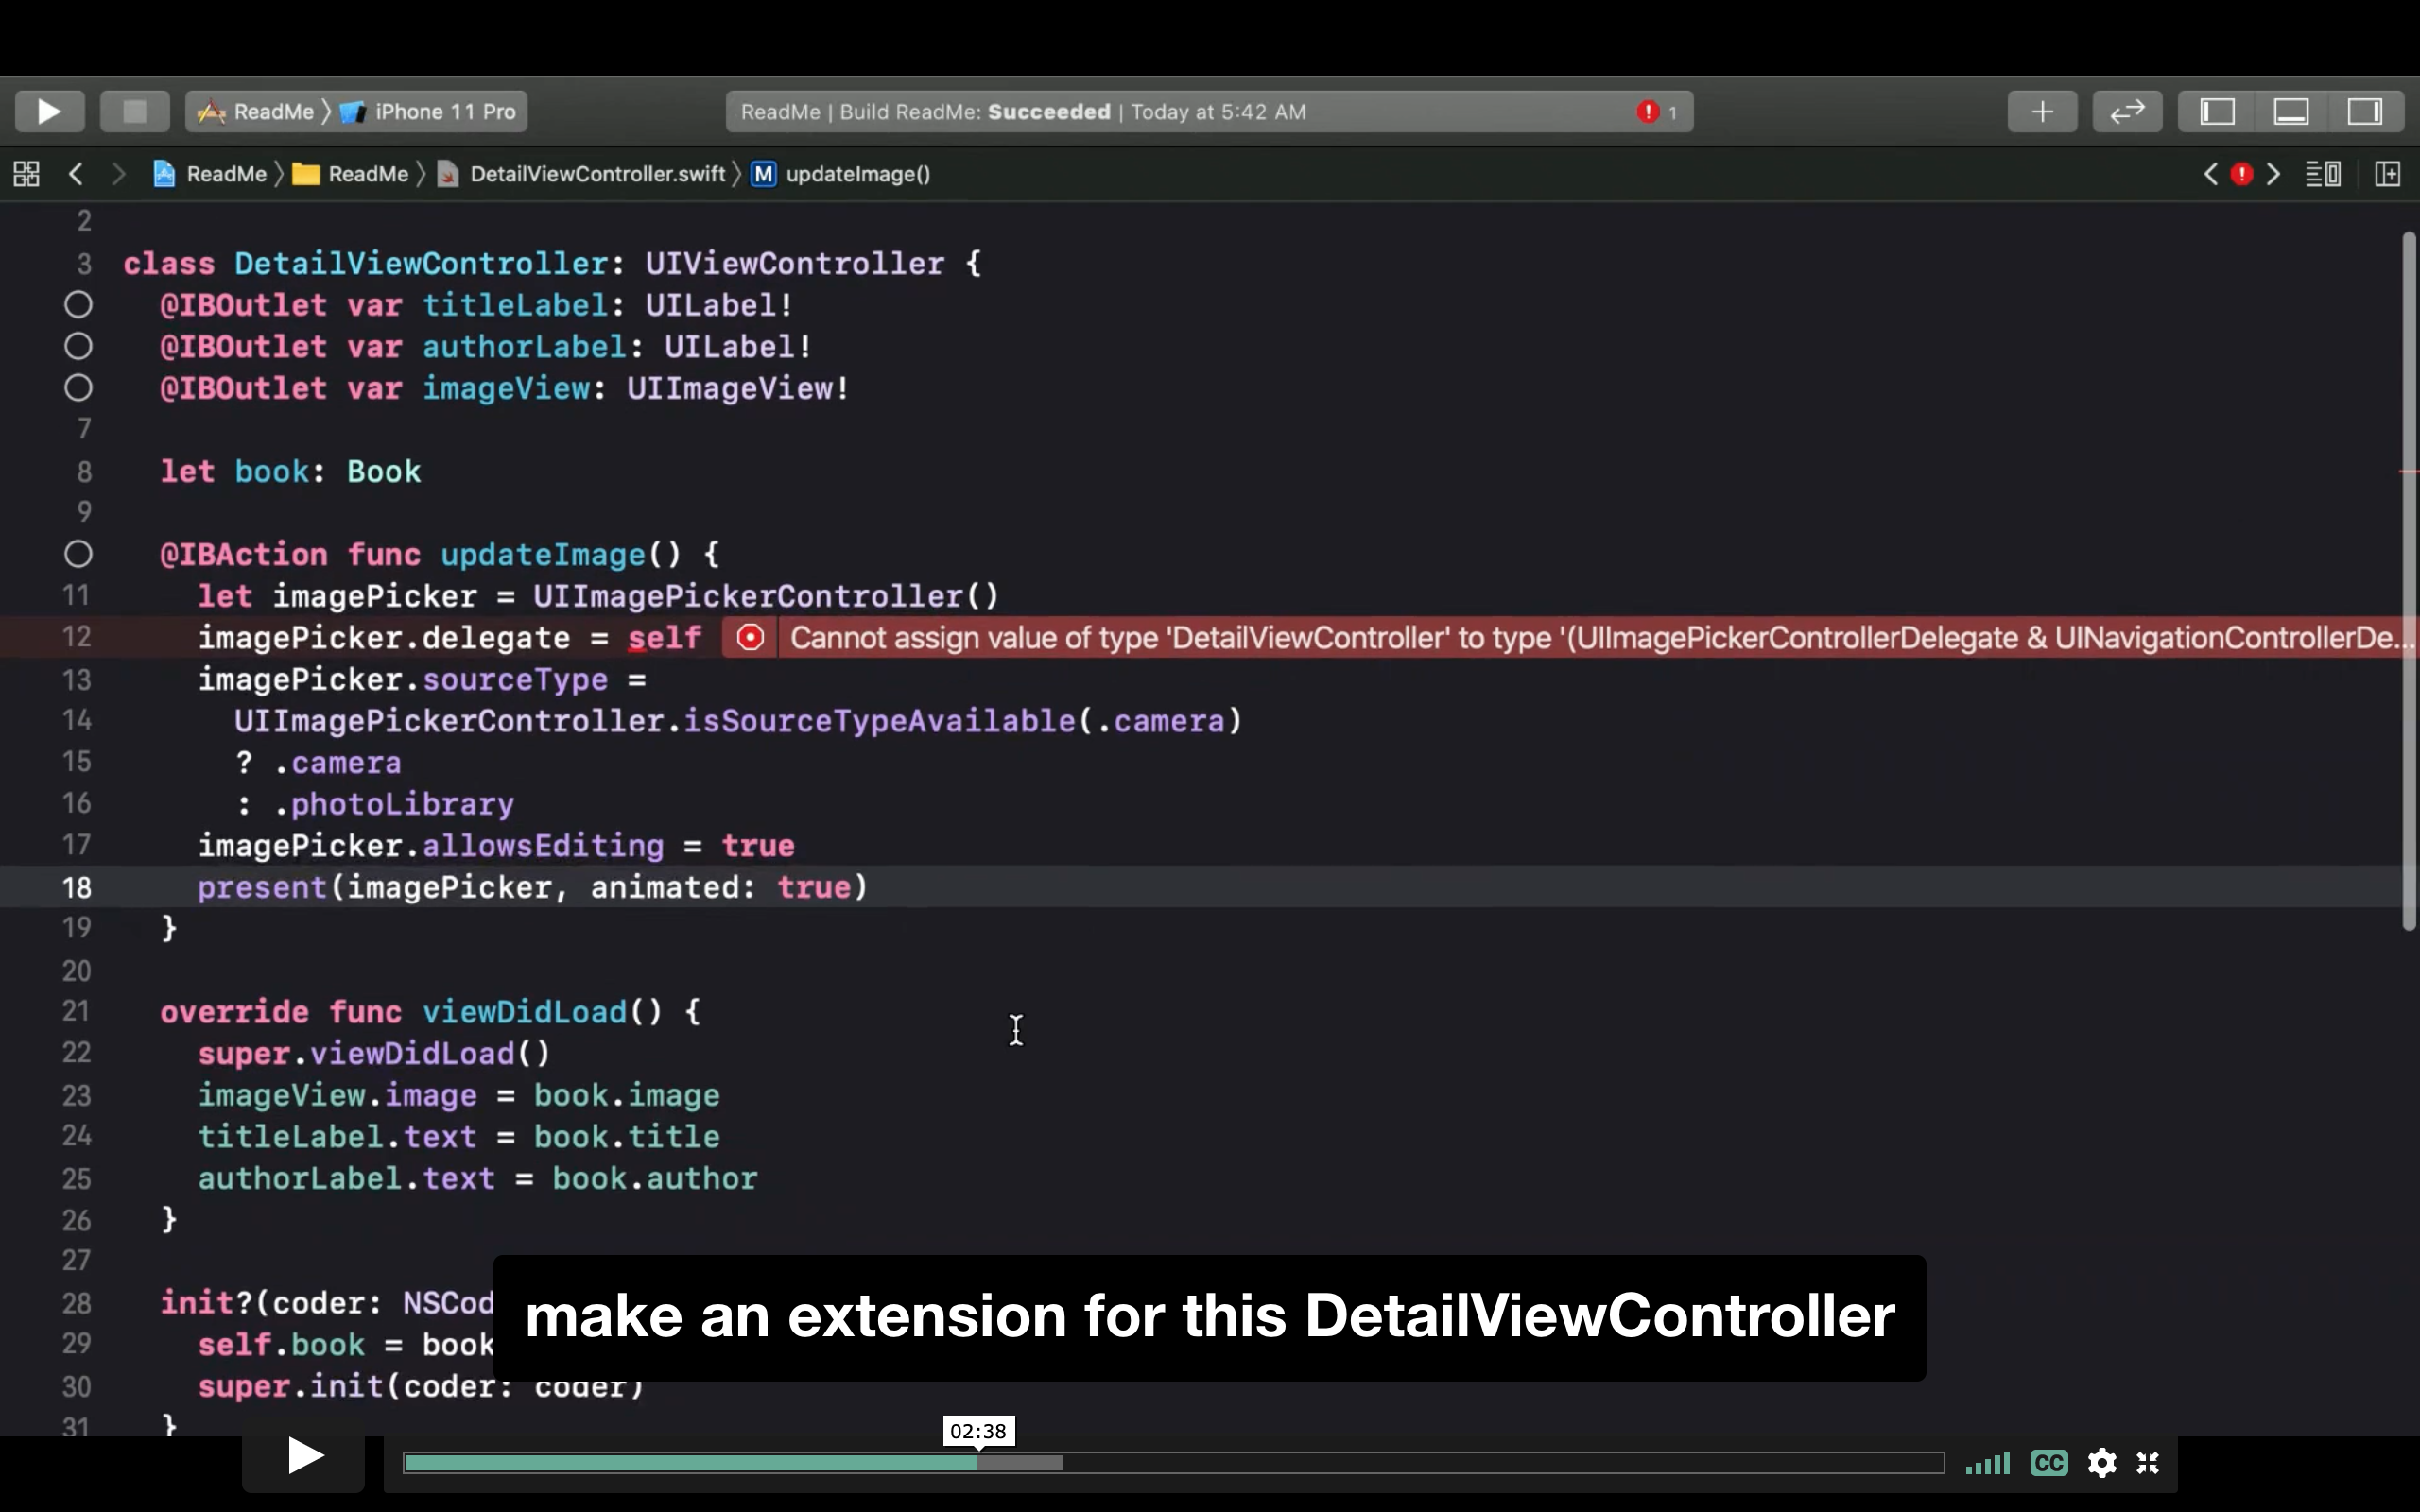 ReadMe 〉 iPhone 11 Pro
ReadMe | Build ReadMe: Succeeded | Today at 5:42 AM
1
ReadMe 〉 ReadMe 〉 DetailViewController.swift 〉 M updateImage()
2
3 class DetailViewController: UIViewController {
@IBOutlet var titleLabel: UILabel!
@IBOutlet var authorLabel: UILabel!
@IBOutlet var imageView: UIImageView!
7
8 let book: Book
9
@IBAction func updateImage() {
11 let imagePicker = UIImagePickerController()
12 imagePicker.delegate = self Cannot assign value of type 'DetailViewController' to type '(UIImagePickerControllerDelegate & UINavigationControllerDe...
13 imagePicker.sourceType =
14 UIImagePickerController.isSourceTypeAvailable(.camera)
15 ? .camera
16 : .photoLibrary
17 imagePicker.allowsEditing = true
18 present(imagePicker, animated: true)
19 }
20
21 override func viewDidLoad() {
22 super.viewDidLoad()
23 imageView.image = book.image
24 titleLabel.text = book.title
25 authorLabel.text = book.author
26 }
27
28 init?(coder: NSCod
29 self.book = book
30 super.init(coder: coder)
31 }
make an extension for this DetailViewController
02:38
CC